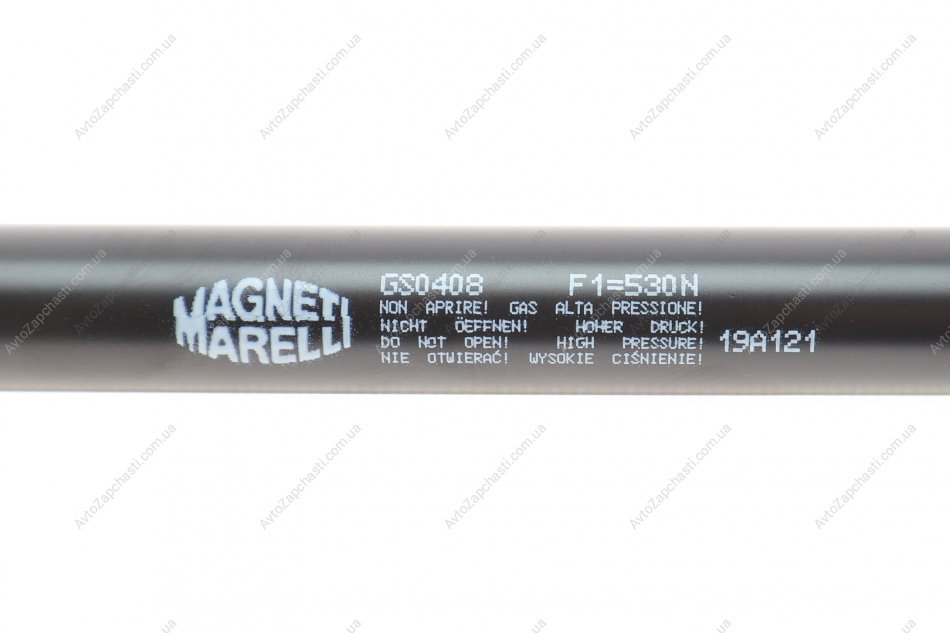 MAGNETI
MARELLI
GS0408 F1=530N
NON APRIRE! GAS ALTA PRESSIONE!
NICHT ÖEFFNEN! HOHER DRUCK!
DO NOT OPEN! HIGH PRESSURE!
NIE OTWIERAĆ! WYSOKIE CIŚNIENIE!
19A121
AvtoZapchasti.com.ua